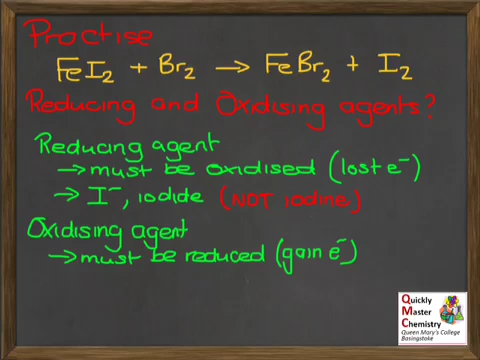 Practise
FeI₂ + Br₂ → FeBr₂ + I₂
Reducing and Oxidising agents?
Reducing agent
→ must be oxidised (lost e⁻)
→ I⁻, iodide (NOT iodine)
Oxidising agent
→ must be reduced (gain e⁻)
Quickly
Master
Chemistry
Queen Mary's College
Basingstoke